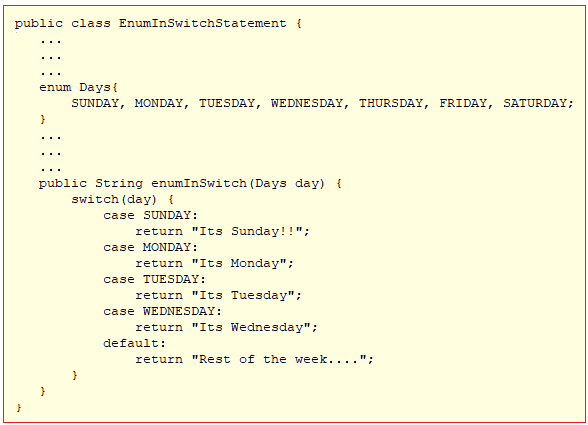 public class EnumInSwitchStatement {
...
...
...
enum Days{
SUNDAY, MONDAY, TUESDAY, WEDNESDAY, THURSDAY, FRIDAY, SATURDAY;
}
...
...
...
public String enumInSwitch(Days day) {
switch(day) {
case SUNDAY:
return "Its Sunday!!";
case MONDAY:
return "Its Monday";
case TUESDAY:
return "Its Tuesday";
case WEDNESDAY:
return "Its Wednesday";
default:
return "Rest of the week....";
}
}
}